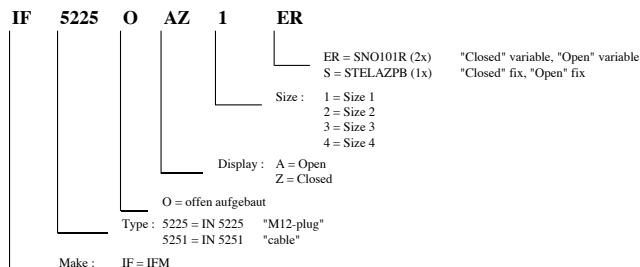 IF 5225 O AZ 1 ER
ER = SNO101R (2x) "Closed" variable, "Open" variable
S = STELAZPB (1x) "Closed" fix, "Open" fix
Size : 1 = Size 1
2 = Size 2
3 = Size 3
4 = Size 4
Display : A = Open
Z = Closed
O = offen aufgebaut
Type : 5225 = IN 5225 "M12-plug"
5251 = IN 5251 "cable"
Make : IF = IFM